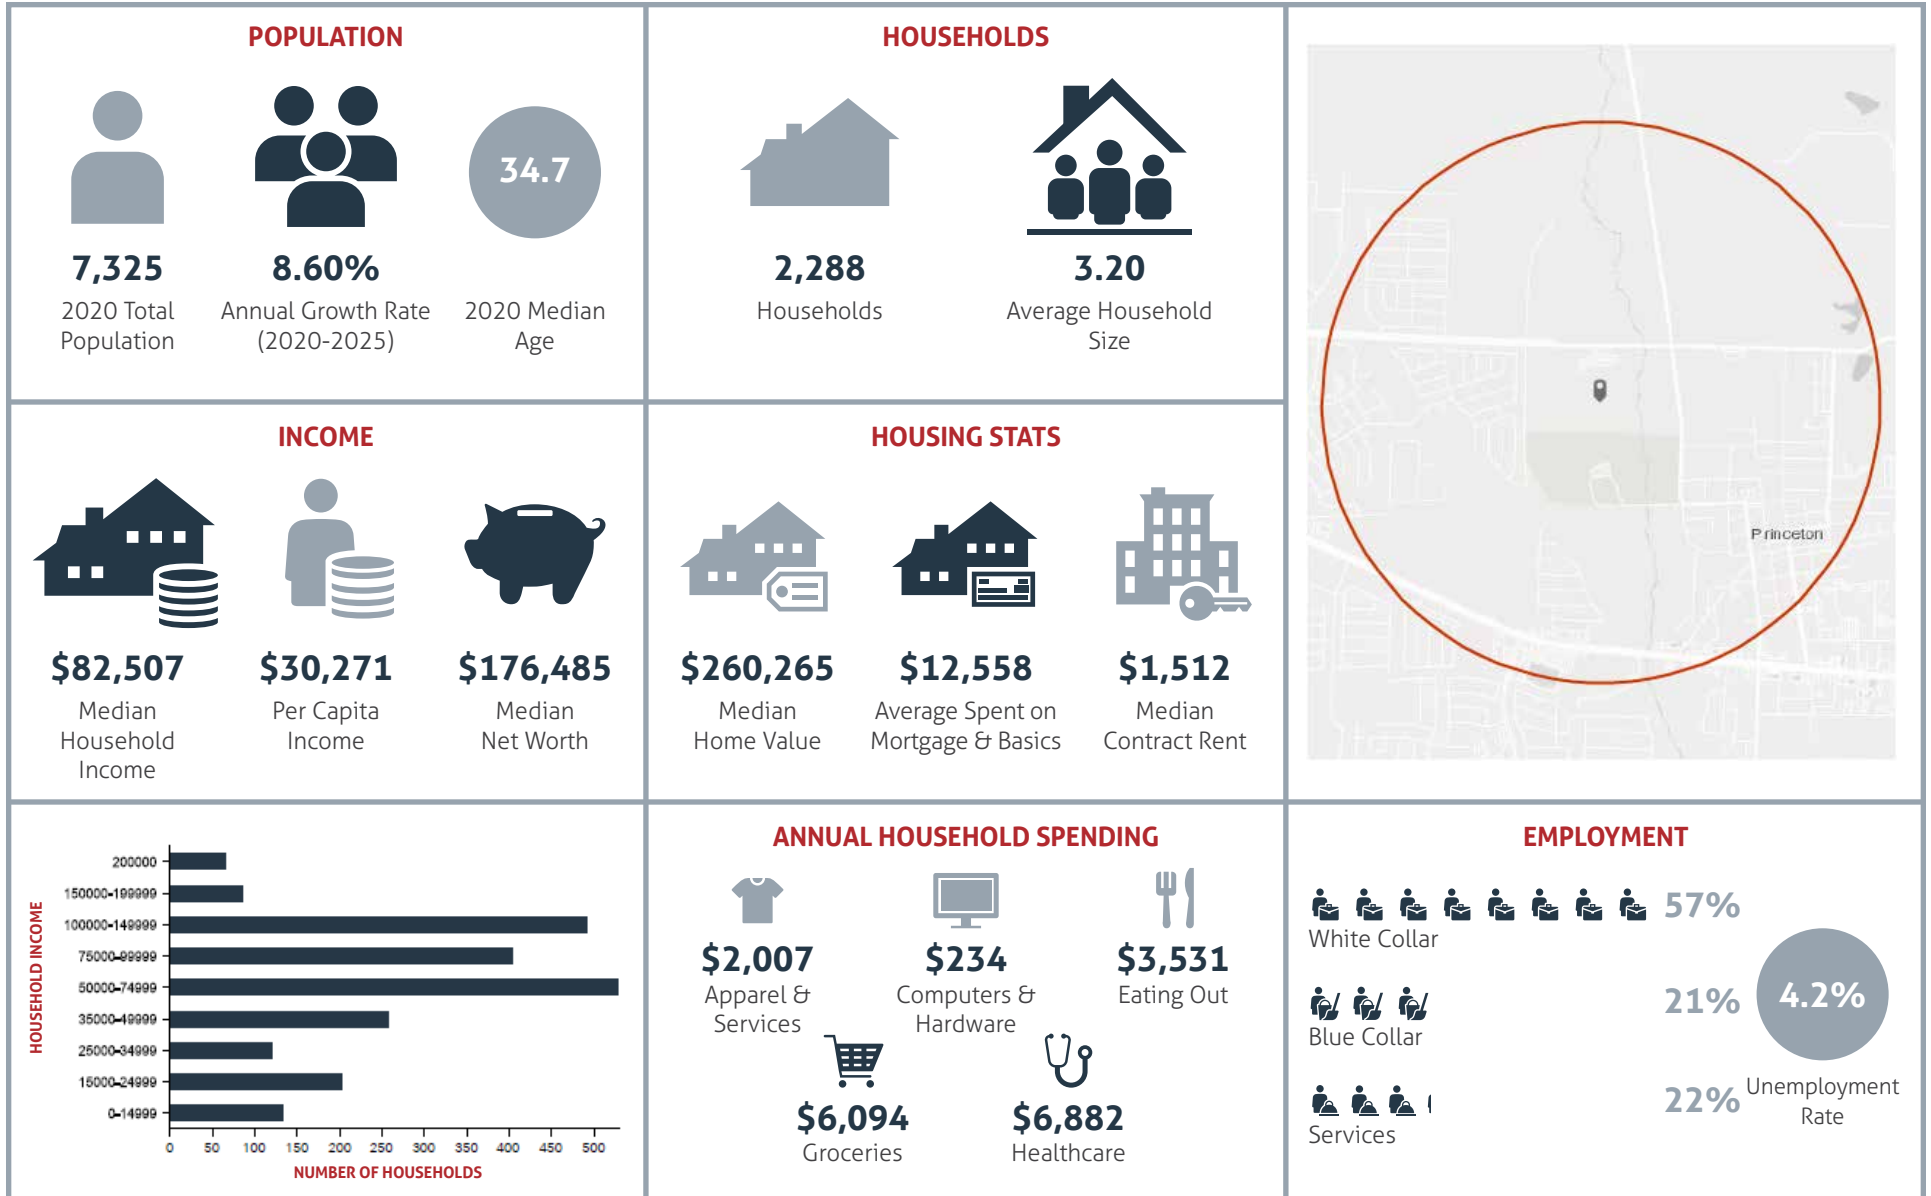 POPULATION
34.7
7,325
8.60%
2020 Total
Population
Annual Growth Rate
(2020-2025)
2020 Median
Age
HOUSEHOLDS
2,288
3.20
Households
Average Household
Size
Princeton
INCOME
$82,507
$30,271
$176,485
Median
Household
Income
Per Capita
Income
Median
Net Worth
HOUSING STATS
$260,265
$12,558
$1,512
Median
Home Value
Average Spent on
Mortgage & Basics
Median
Contract Rent
HOUSEHOLD INCOME
200000
150000-199999
100000-149999
75000-99999
50000-74999
35000-49999
25000-34999
15000-24999
0-14999
0 50 100 150 200 250 300 350 400 450 500
NUMBER OF HOUSEHOLDS
ANNUAL HOUSEHOLD SPENDING
$2,007
$234
$3,531
Apparel &
Services
Computers &
Hardware
Eating Out
$6,094
$6,882
Groceries
Healthcare
EMPLOYMENT
57%
White Collar
21%
Blue Collar
22%
Services
4.2%
Unemployment
Rate